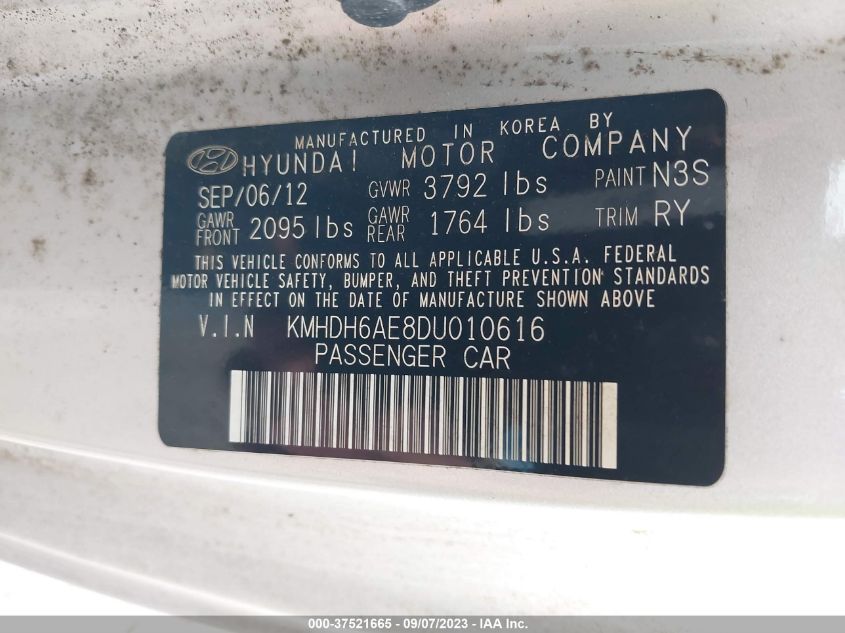 MANUFACTURED IN KOREA BY
HYUNDAI MOTOR COMPANY
SEP/06/12 GVWR 3792 lbs PAINT N3S
GAWR FRONT 2095 lbs GAWR REAR 1764 lbs TRIM RY
THIS VEHICLE CONFORMS TO ALL APPLICABLE U.S.A. FEDERAL
MOTOR VEHICLE SAFETY, BUMPER, AND THEFT PREVENTION STANDARDS
IN EFFECT ON THE DATE OF MANUFACTURE SHOWN ABOVE
V.I.N KMHDH6AE8DU010616
PASSENGER CAR
000-37521665 - 09/07/2023 - IAA Inc.